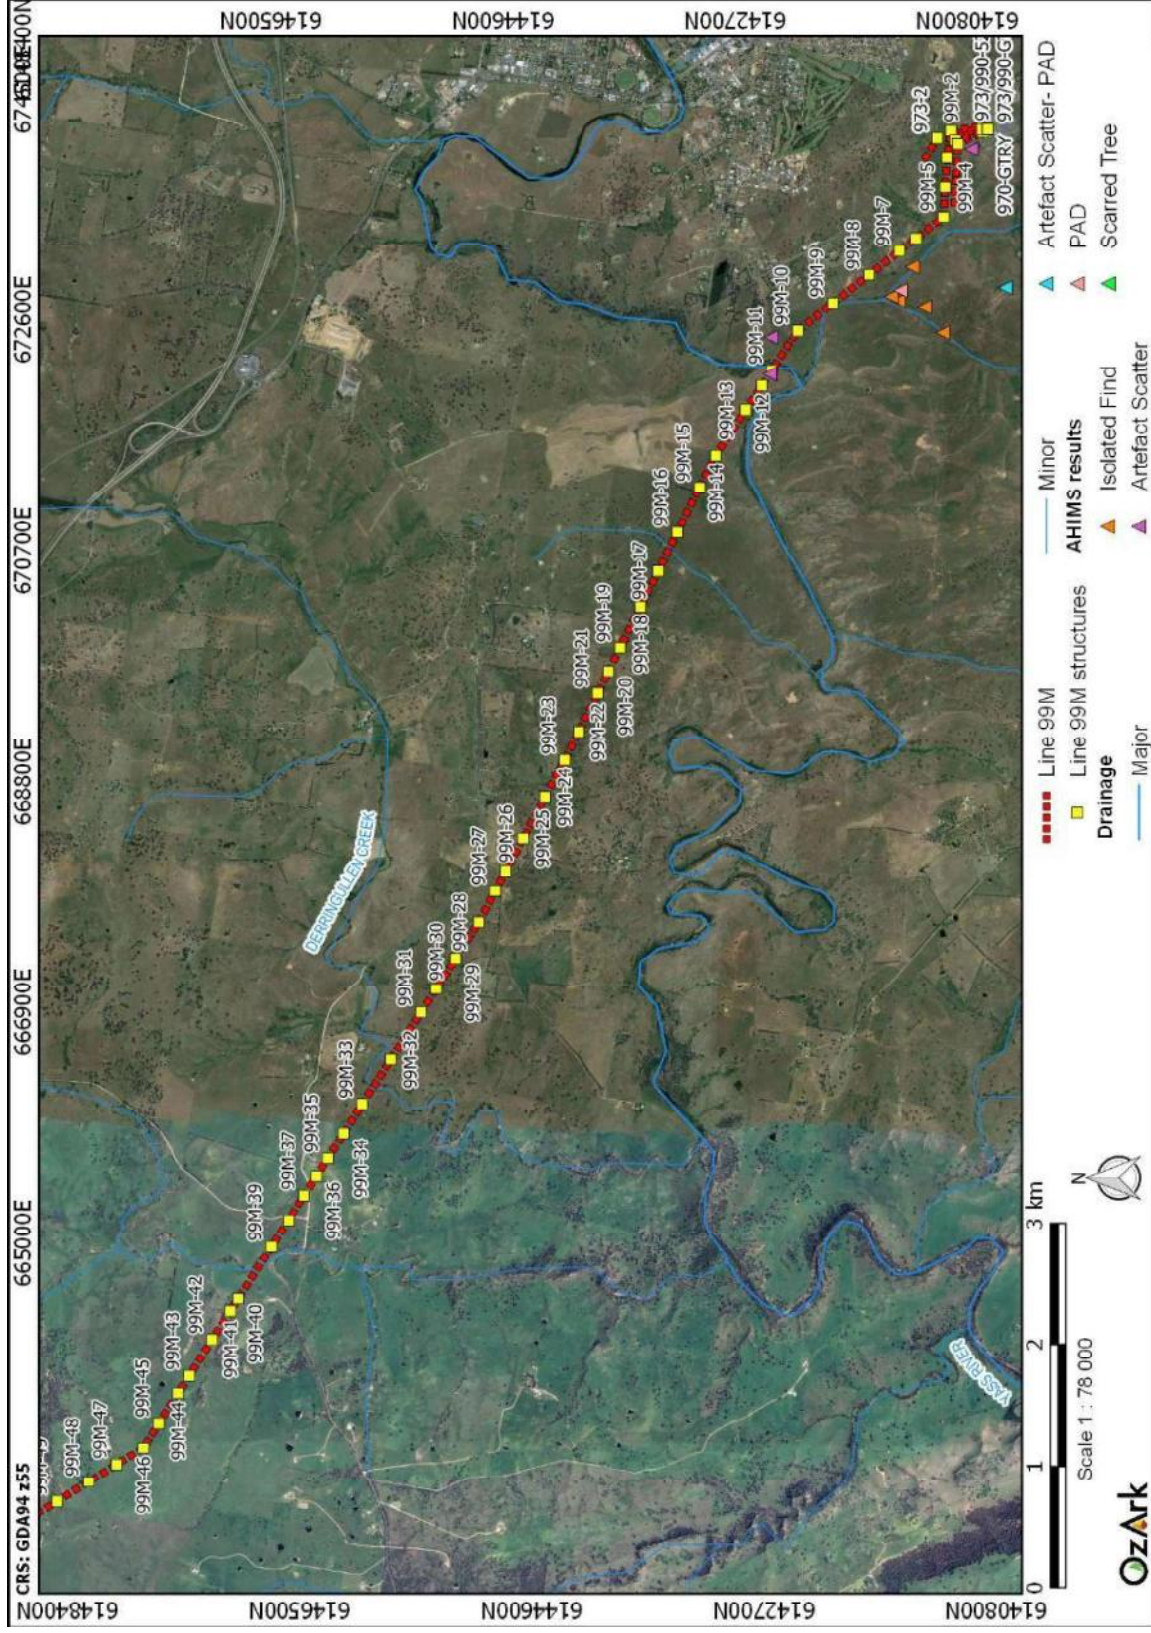 CRS: GDA94 z55
665000E
666900E
668800E
670700E
672600E
6148400N
6146500N
6144600N
6142700N
6140800N
6146500N
6144600N
6142700N
6140800N
99M-48
99M-47
99M-46
99M-45
99M-44
99M-43
99M-42
99M-41
99M-40
99M-39
99M-37
99M-36
99M-35
99M-34
99M-33
99M-32
99M-31
99M-30
99M-29
99M-28
99M-27
99M-26
99M-25
99M-24
99M-23
99M-22
99M-21
99M-20
99M-19
99M-18
99M-17
99M-16
99M-15
99M-14
99M-13
99M-12
99M-11
99M-10
99M-9
99M-8
99M-7
99M-5
99M-4
973-2
99M-2
970-GTRY
DERRINGULLEN CREEK
YASS RIVER
0 1 2 3 km
Scale 1 : 78 000
N
OzArk
Line 99M
Line 99M structures
Drainage
Major
Minor
AHIMS results
Isolated Find
Artefact Scatter
Artefact Scatter- PAD
PAD
Scarred Tree